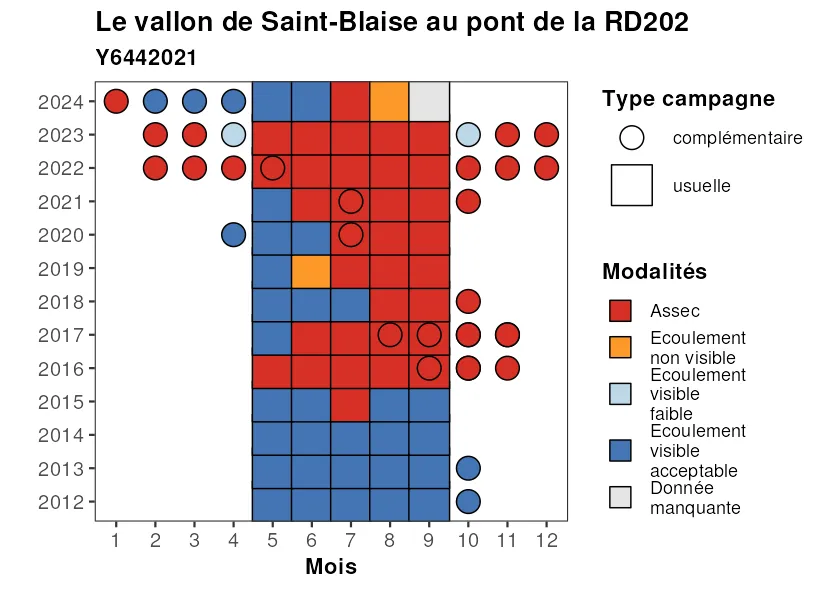 Le vallon de Saint-Blaise au pont de la RD202
Y6442021
2024
2023
2022
2021
2020
2019
2018
2017
2016
2015
2014
2013
2012
1 2 3 4 5 6 7 8 9 10 11 12
Mois
Type campagne
complémentaire
usuelle
Modalités
Assec
Ecoulement
non visible
Ecoulement
visible
faible
Ecoulement
visible
acceptable
Donnée
manquante